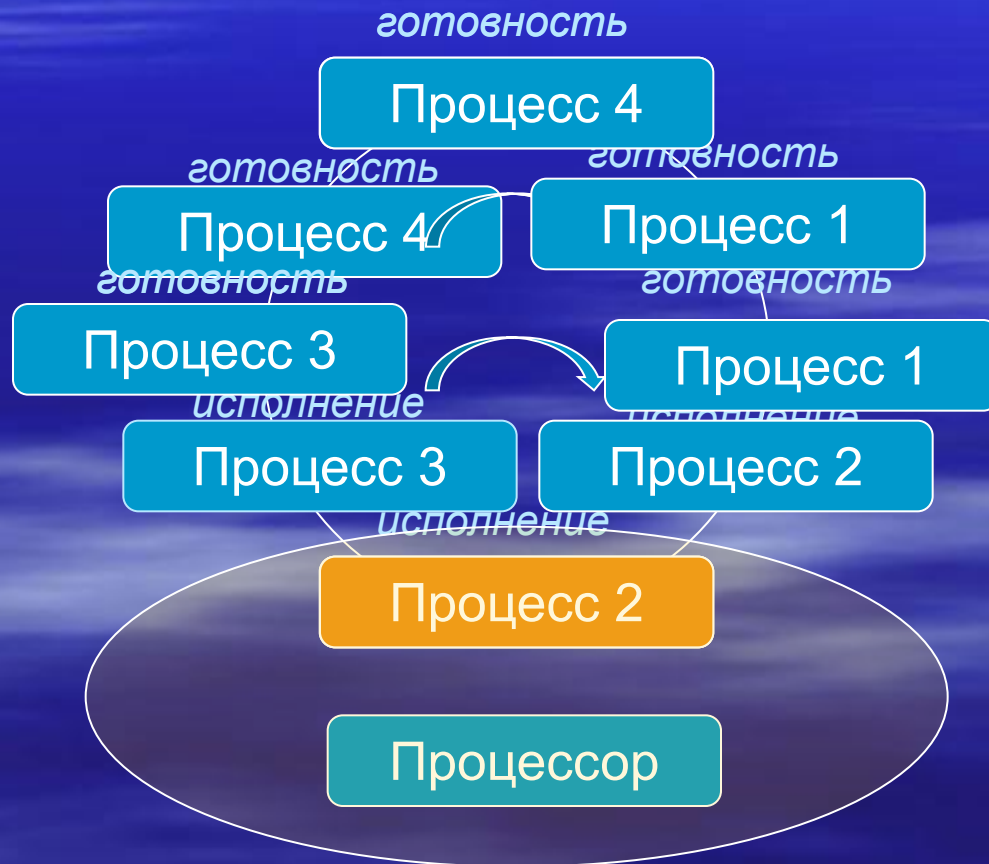 готовность
Процесс 4
готовность
готовность
Процесс 4
Процесс 1
готовность
готовность
Процесс 3
Процесс 1
исполнение
исполнение
Процесс 3
Процесс 2
исполнение
Процесс 2
Процессор